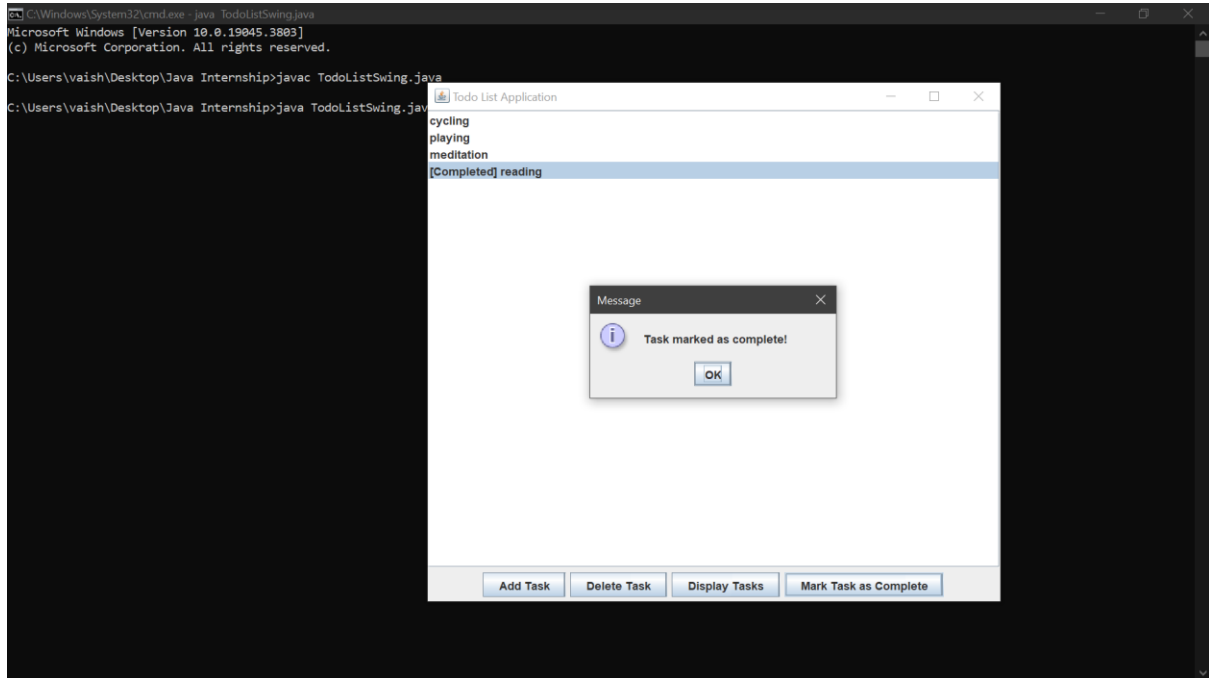 C:\Windows\System32\cmd.exe - java TodoListSwing.java
Microsoft Windows [Version 10.0.19045.3803]
(c) Microsoft Corporation. All rights reserved.
C:\Users\vaish\Desktop\Java Internship>javac TodoListSwing.java
C:\Users\vaish\Desktop\Java Internship>java TodoListSwing.jav
Todo List Application
cycling
playing
meditation
[Completed] reading
Message
Task marked as complete!
OK
Add Task Delete Task Display Tasks Mark Task as Complete